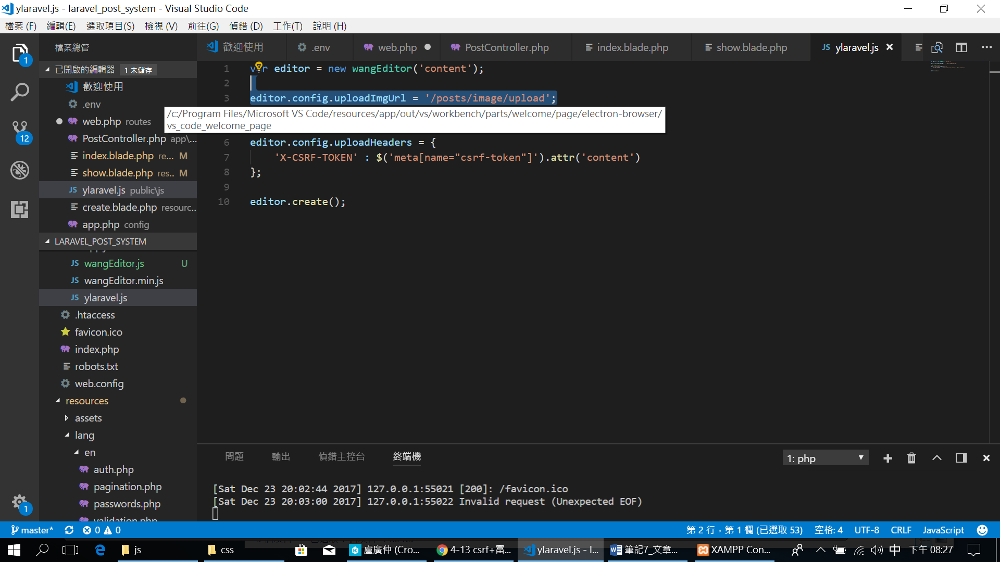 ylaravel.js - laravel_post_system - Visual Studio Code
檔案 (F) 編輯(E) 選取項目(S) 檢視 (V) 前往(G) 偵錯 (D) 工作(T) 說明 (H)
檔案總管
歡迎使用 .env web.php PostController.php index.blade.php show.blade.php JS ylaravel.js
已開啟的編輯器 1 未儲存
歡迎使用
.env
web.php routes
PostController.php app\...
index.blade.php re... M
show.blade.php res.. M
JS ylaravel.js public\js
create.blade.php resourc..
app.php config
LARAVEL_POST_SYSTEM
JS wangEditor.js U
JS wangEditor.min.js
JS ylaravel.js
.htaccess
favicon.ico
index.php
robots.txt
web.config
resources
assets
lang
en
auth.php
pagination.php
passwords.php
validation.php
1
12
1
1 var editor = new wangEditor('content');
2
3 editor.config.uploadImgUrl = '/posts/image/upload';
/c:/Program Files/Microsoft VS Code/resources/app/out/vs/workbench/parts/welcome/page/electron-browser/
vs_code_welcome_page
6 editor.config.uploadHeaders = {
7 'X-CSRF-TOKEN' : $('meta[name="csrf-token"]').attr('content')
8 };
9
10 editor.create();
問題 輸出 偵錯主控台 終端機
1: php
[Sat Dec 23 20:02:44 2017] 127.0.0.1:55021 [200]: /favicon.ico
[Sat Dec 23 20:03:00 2017] 127.0.0.1:55022 Invalid request (Unexpected EOF)
master* 0 0 第 2 行，第 1 欄 (已選取 53) 空格: 4 UTF-8 CRLF JavaScript
js css 盧廣仲 (Cro... 4-13 csrf+富... ylaravel.js - l... 筆記7_文章... XAMPP Con... 中 下午 08:27